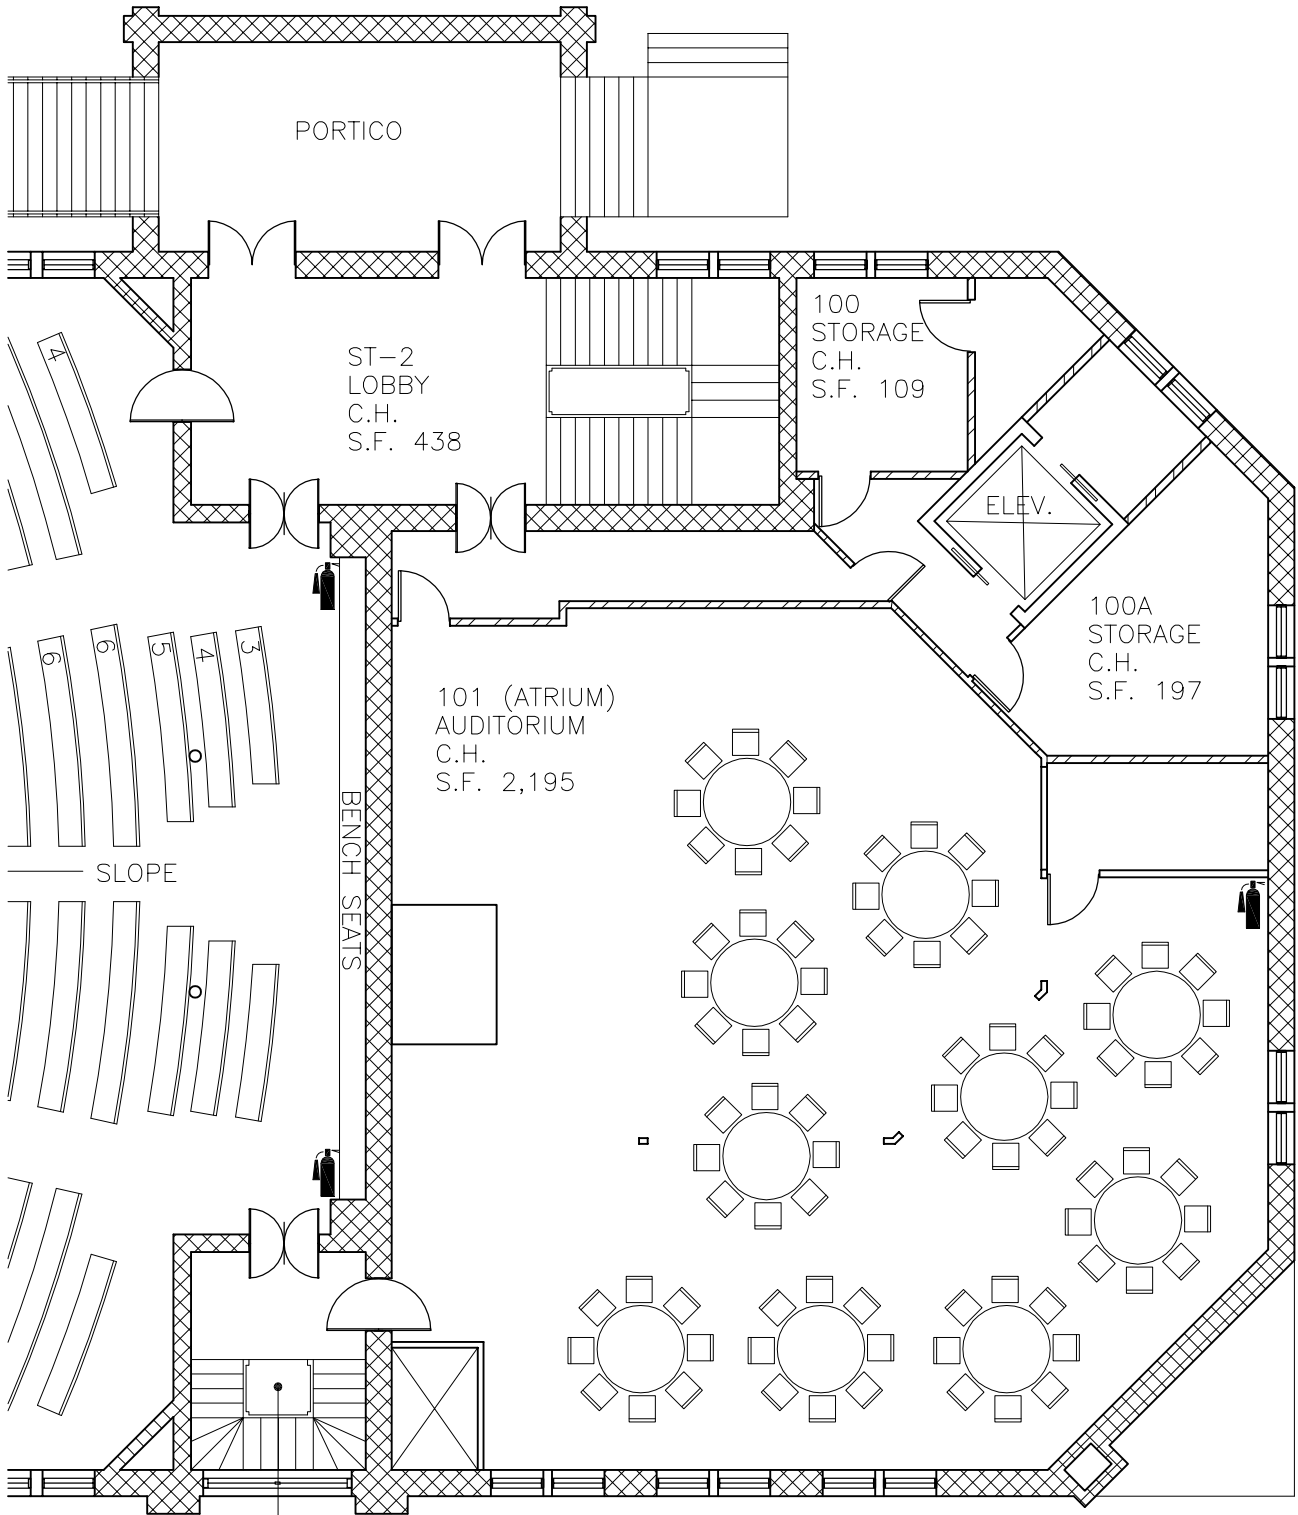 PORTICO
100
STORAGE
C.H.
S.F. 109
ST-2
LOBBY
C.H.
S.F. 438
4
ELEV.
100A
STORAGE
C.H.
S.F. 197
6
6
5
4
3
101 (ATRIUM)
AUDITORIUM
C.H.
S.F. 2,195
BENCH SEATS
SLOPE